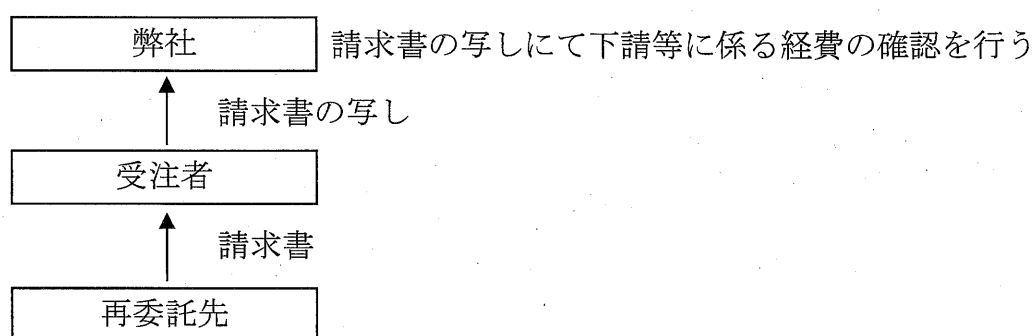 弊社 請求書の写しにて下請等に係る経費の確認を行う
請求書の写し
受注者
請求書
再委託先